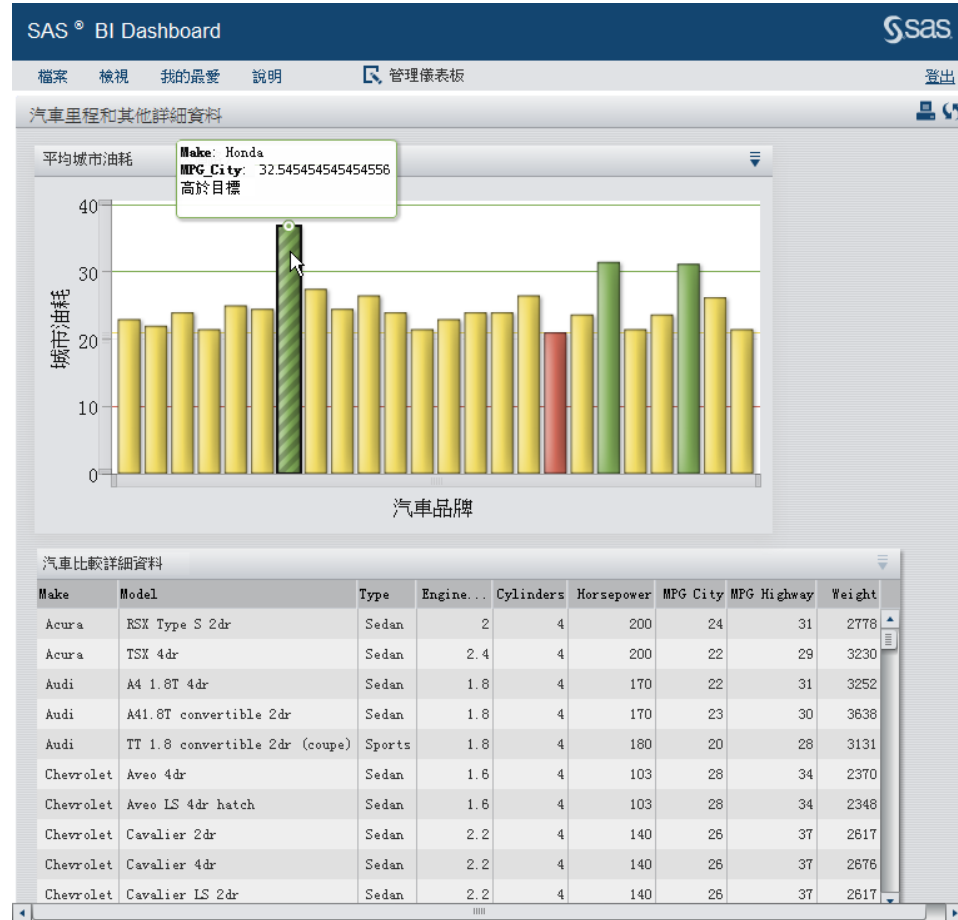 SAS ® BI Dashboard
sas
檔案 檢視 我的最愛 說明 管理儀表板 登出
汽車里程和其他詳細資料
平均城市油耗
Make: Honda
MPG_City: 32.545454545454556
高於目標
40
30
20
10
0
城市油耗
汽車品牌
汽車比較詳細資料
Make Model Type Engine... Cylinders Horsepower MPG City MPG Highway Weight
Acura RSX Type S 2dr Sedan 2 4 200 24 31 2778
Acura TSX 4dr Sedan 2.4 4 200 22 29 3230
Audi A4 1.8T 4dr Sedan 1.8 4 170 22 31 3252
Audi A41.8T convertible 2dr Sedan 1.8 4 170 23 30 3638
Audi TT 1.8 convertible 2dr (coupe) Sports 1.8 4 180 20 28 3131
Chevrolet Aveo 4dr Sedan 1.6 4 103 28 34 2370
Chevrolet Aveo LS 4dr hatch Sedan 1.6 4 103 28 34 2348
Chevrolet Cavalier 2dr Sedan 2.2 4 140 26 37 2617
Chevrolet Cavalier 4dr Sedan 2.2 4 140 26 37 2676
Chevrolet Cavalier LS 2dr Sedan 2.2 4 140 26 37 2617